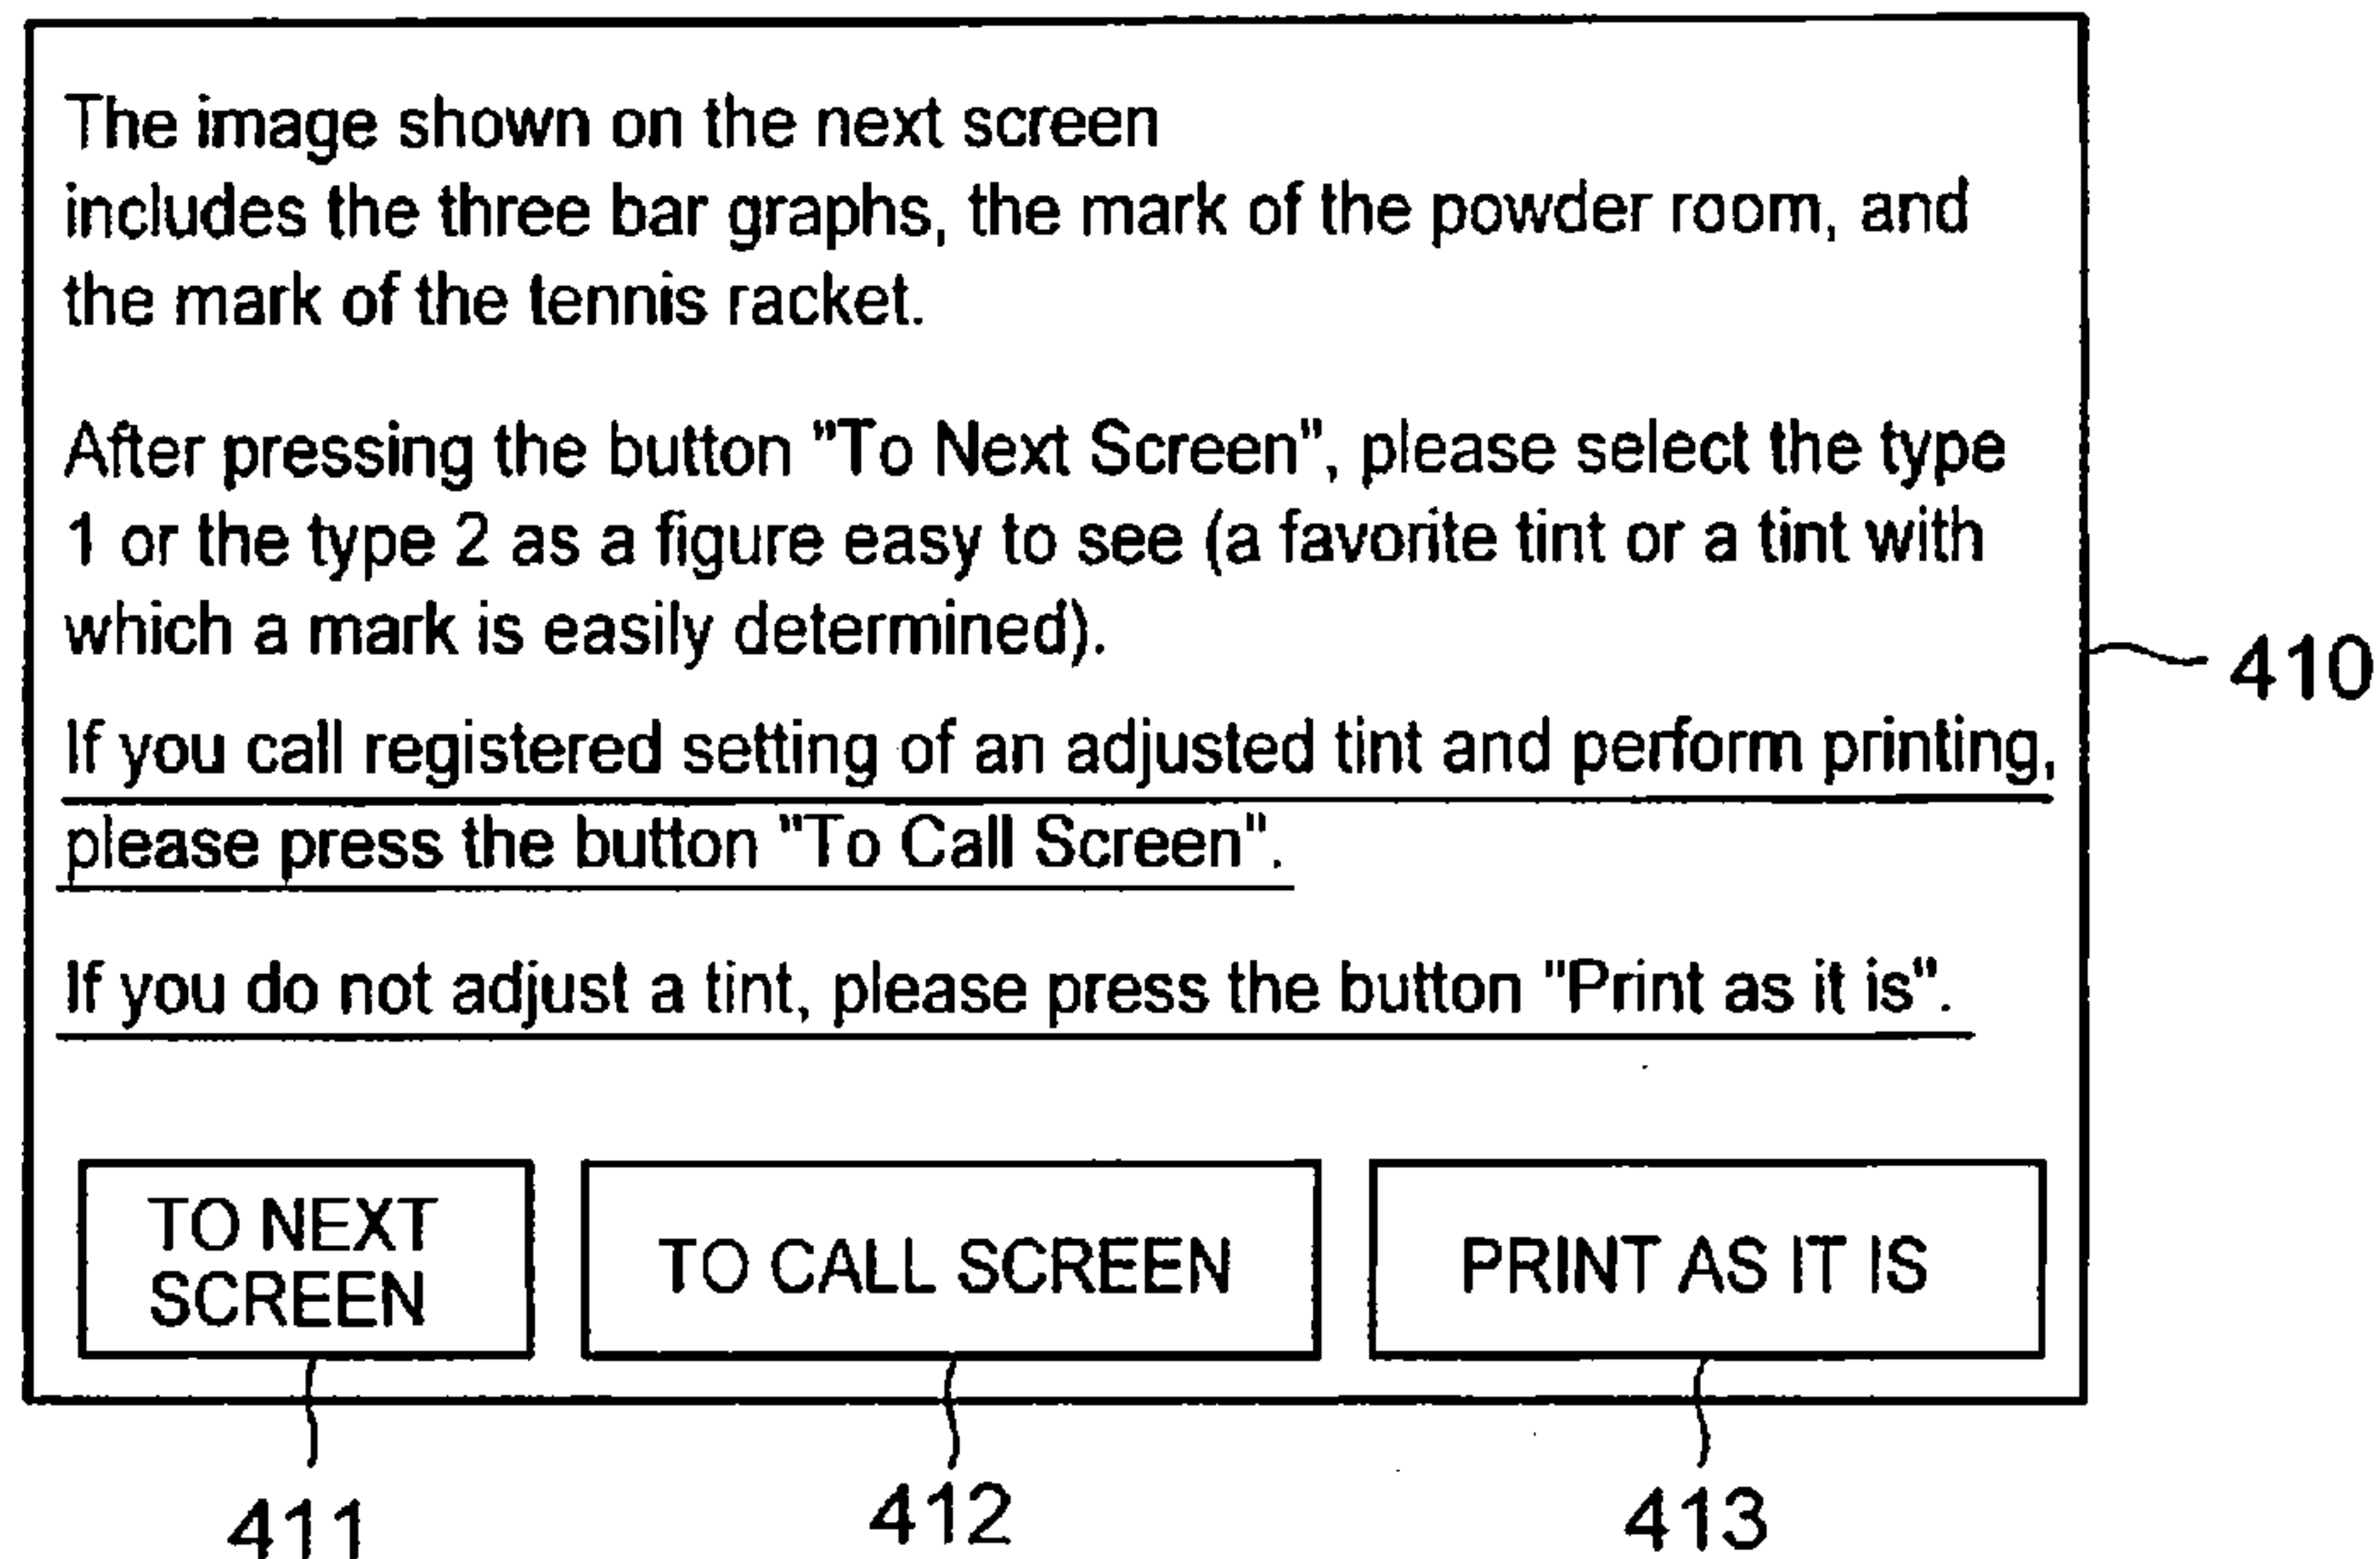 The image shown on the next screen
includes the three bar graphs, the mark of the powder room, and
the mark of the tennis racket.
After pressing the button "To Next Screen", please select the type
1 or the type 2 as a figure easy to see (a favorite tint or a tint with
which a mark is easily determined).
410
If you call registered setting of an adjusted tint and perform printing,
please press the button "To Call Screen".
If you do not adjust a tint, please press the button "Print as it is".
TO NEXT
SCREEN
TO CALL SCREEN
PRINT AS IT IS
411
412
413